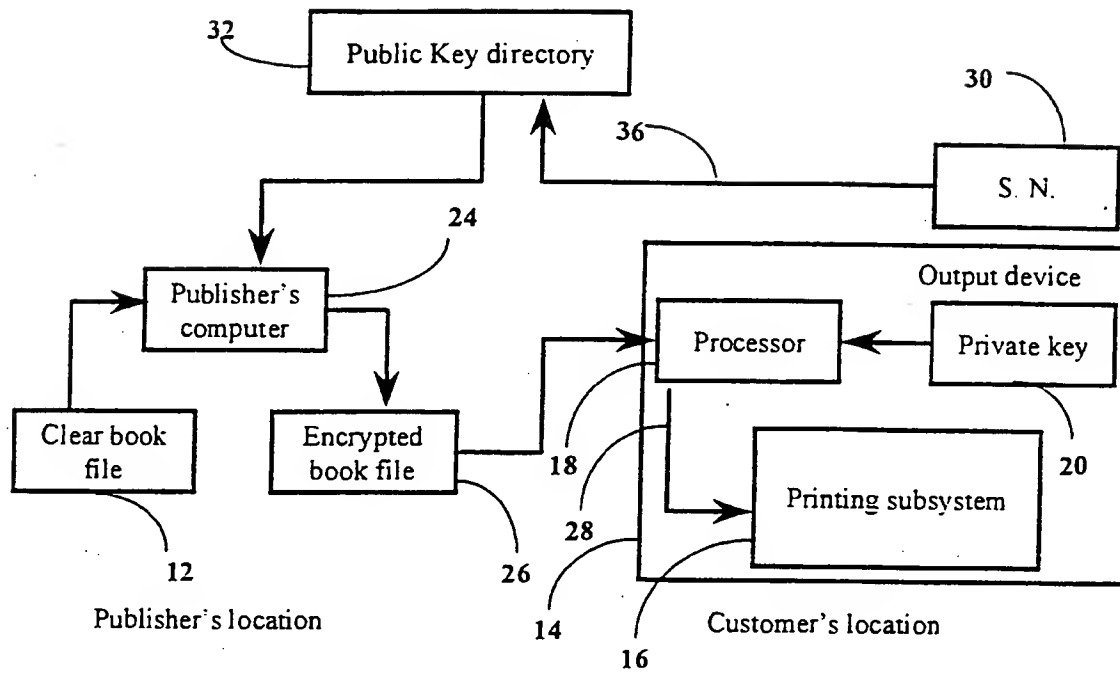 32
Public Key directory
30
36
S. N.
24
Output device
Publisher's
computer
Processor
Private key
Clear book
file
Encrypted
book file
18
20
Printing subsystem
28
12
26
14
16
Publisher's location
Customer's location